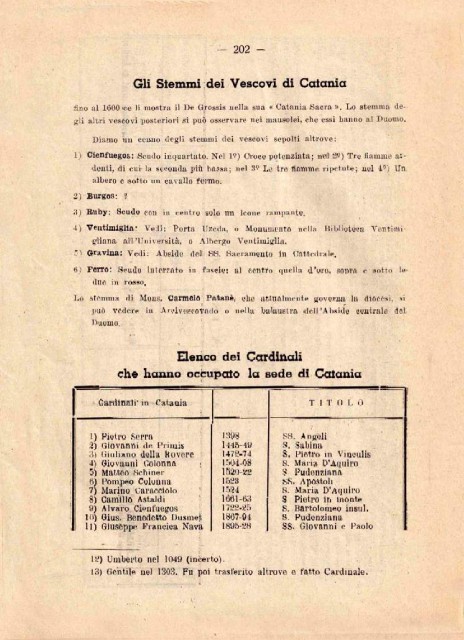 — 202 —
Gli Stemmi dei Vescovi di Catania
fino al 1600 ce li mostra il De Grossis nella sua « Catania Sacra ». Lo stemma de-
gli altri vescovi posteriori si può osservare nei mausolei, che essi hanno al Duomo.
Diamo un cenno degli stemmi dei vescovi sepolti altrove:
1) Cienfuegos: Scudo inquartato. Nel 1º) Croce potenziata; nel 2º) Tre fiamme ar-
denti, di cui la seconda più bassa; nel 3º Le tre fiamme ripetute; nel 4º) Un
albero e sotto un cavallo fermo.
2) Burgos: ?
3) Ruby: Scudo con in centro solo un leone rampante.
4) Ventimiglia: Vedi: Porta Uzeda, o Monumento nella Biblioteca Ventimi-
gliana all'Università, o Albergo Ventimiglia.
5) Gravina: Vedi: Abside del SS. Sacramento in Cattedrale.
6) Ferro: Scudo interrato in fascie; al centro quella d'oro, sopra e sotto le
due in rosso.
Lo stemma di Mons. Carmelo Patanè, che attualmente governa la diocesi, si
può vedere in Arcivescovado o nella balaustra dell'Abside centrale del
Duomo.
Elenco dei Cardinali
che hanno occupato la sede di Catania
Cardinali in Catania TITOLO
1) Pietro Serra 1398 SS. Angeli
2) Giovanni de Primis 1445-49 S. Sabina
3) Giuliano della Rovere 1472-74 S. Pietro in Vinculis
4) Giovanni Colonna 1504-08 S. Maria D'Aquiro
5) Matteo Schiner 1520-22 S. Pudenziana
6) Pompeo Colonna 1523 SS. Apostoli
7) Marino Caracciolo 1524 S. Maria D'Aquiro
8) Camillo Astaldi 1661-63 S. Pietro in monte
9) Alvaro Cienfuegos 1722-25 S. Bartolomeo insul.
10) Gius. Benedetto Dusmet 1867-94 S. Pudenziana
11) Giuseppe Francica Nava 1895-28 SS. Giovanni e Paolo
12) Umberto nel 1049 (incerto).
13) Gentile nel 1303. Fu poi trasferito altrove e fatto Cardinale.